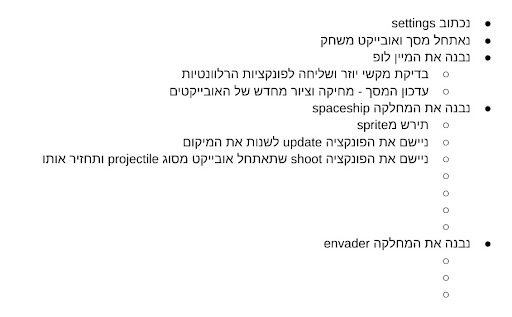 ● נכתוב settings
● נאתחל מסך ואובייקט משחק
● נבנה את המיין לופ
○ בדיקת מקשי יוזר ושליחה לפונקציות הרלוונטיות
○ עדכון המסך - מחיקה וציור מחדש של האובייקטים
● נבנה את המחלקה spaceship
○ תירש מsprite
○ ניישם את הפונקציה update לשנות את המיקום
○ ניישם את הפונקציה shoot שתאתחל אובייקט מסוג projectile ותחזיר אותו
○
○
○
○
● נבנה את המחלקה envader
○
○
○